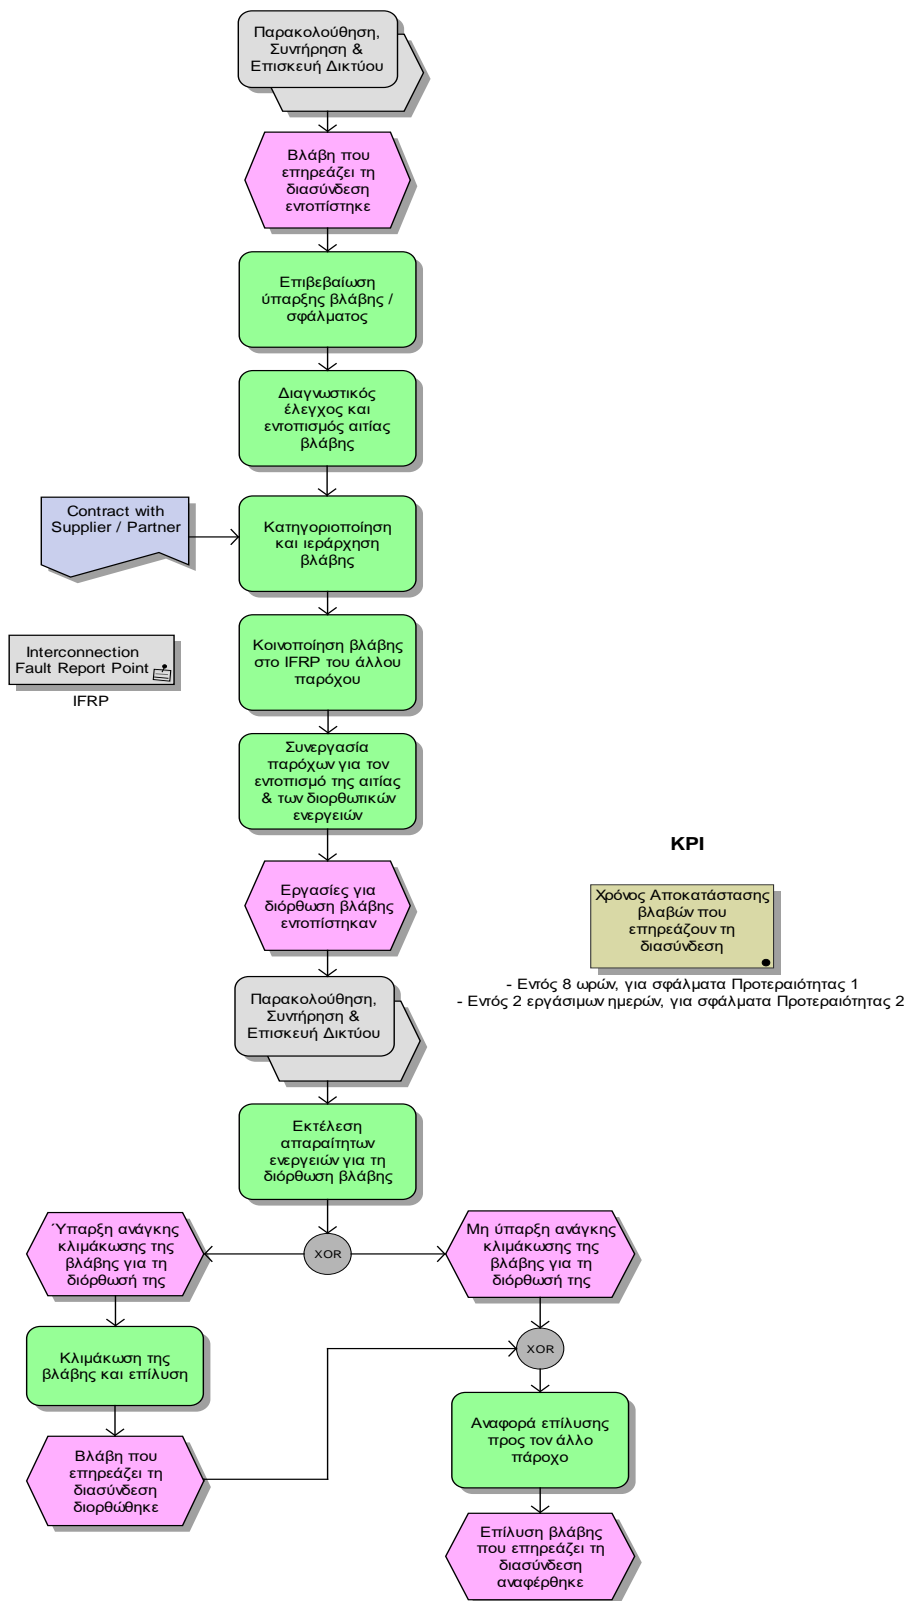 Παρακολούθηση,
Συντήρηση &
Επισκευή Δικτύου
Βλάβη που
επηρεάζει τη
διασύνδεση
εντοπίστηκε
Επιβεβαίωση
ύπαρξης βλάβης /
σφάλματος
Διαγνωστικός
έλεγχος και
εντοπισμός αιτίας
βλάβης
Contract with
Supplier / Partner
Κατηγοριοποίηση
και ιεράρχηση
βλάβης
Interconnection
Fault Report Point
IFRP
Κοινοποίηση βλάβης
στο IFRP του άλλου
παρόχου
Συνεργασία
παρόχων για τον
εντοπισμό της αιτίας
& των διορθωτικών
ενεργειών
KPI
Εργασίες για
διόρθωση βλάβης
εντοπίστηκαν
Χρόνος Αποκατάστασης
βλαβών που
επηρεάζουν τη
διασύνδεση
- Εντός 8 ωρών, για σφάλματα Προτεραιότητας 1
- Εντός 2 εργάσιμων ημερών, για σφάλματα Προτεραιότητας 2
Παρακολούθηση,
Συντήρηση &
Επισκευή Δικτύου
Εκτέλεση
απαραίτητων
ενεργειών για τη
διόρθωση βλάβης
Ύπαρξη ανάγκης
κλιμάκωσης της
βλάβης για τη
διόρθωσή της
XOR
Μη ύπαρξη ανάγκης
κλιμάκωσης της
βλάβης για τη
διόρθωσή της
Κλιμάκωση της
βλάβης και επίλυση
XOR
Βλάβη που
επηρεάζει τη
διασύνδεση
διορθώθηκε
Αναφορά επίλυσης
προς τον άλλο
πάροχο
Επίλυση βλάβης
που επηρεάζει τη
διασύνδεση
αναφέρθηκε